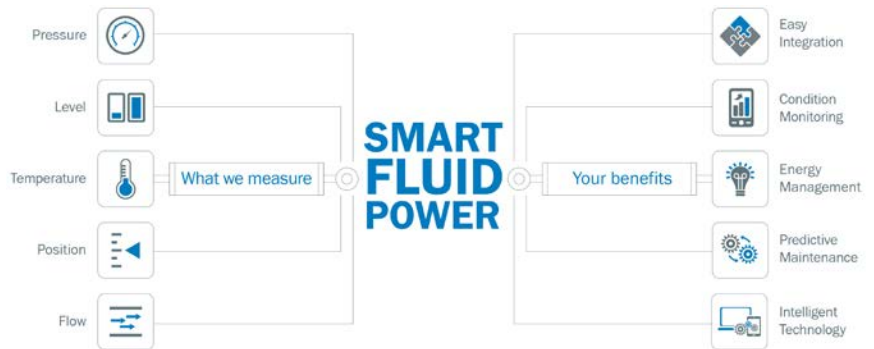 Pressure
Level
Temperature
Position
Flow
What we measure
SMART
FLUID
POWER
Your benefits
Easy
Integration
Condition
Monitoring
Energy
Management
Predictive
Maintenance
Intelligent
Technology